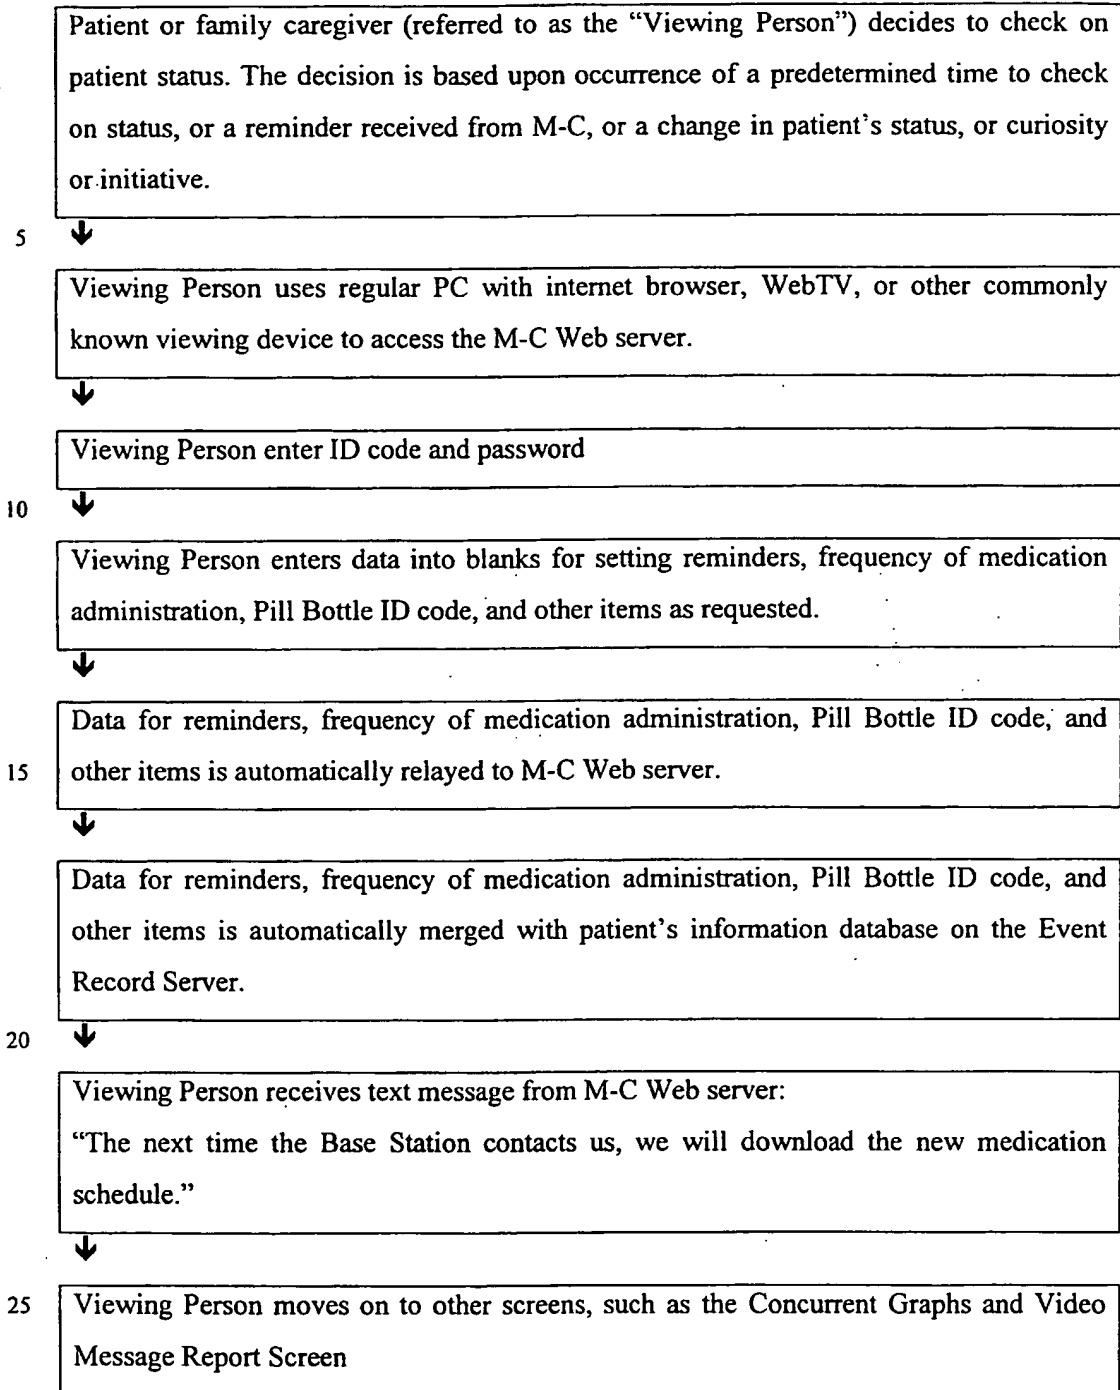 Patient or family caregiver (referred to as the “Viewing Person”) decides to check on
patient status. The decision is based upon occurrence of a predetermined time to check
on status, or a reminder received from M-C, or a change in patient's status, or curiosity
or initiative.
5 ↓
Viewing Person uses regular PC with internet browser, WebTV, or other commonly
known viewing device to access the M-C Web server.
↓
Viewing Person enter ID code and password
10 ↓
Viewing Person enters data into blanks for setting reminders, frequency of medication
administration, Pill Bottle ID code, and other items as requested.
↓
Data for reminders, frequency of medication administration, Pill Bottle ID code, and
15 other items is automatically relayed to M-C Web server.
↓
Data for reminders, frequency of medication administration, Pill Bottle ID code, and
other items is automatically merged with patient's information database on the Event
Record Server.
20 ↓
Viewing Person receives text message from M-C Web server:
“The next time the Base Station contacts us, we will download the new medication
schedule.”
↓
25 Viewing Person moves on to other screens, such as the Concurrent Graphs and Video
Message Report Screen